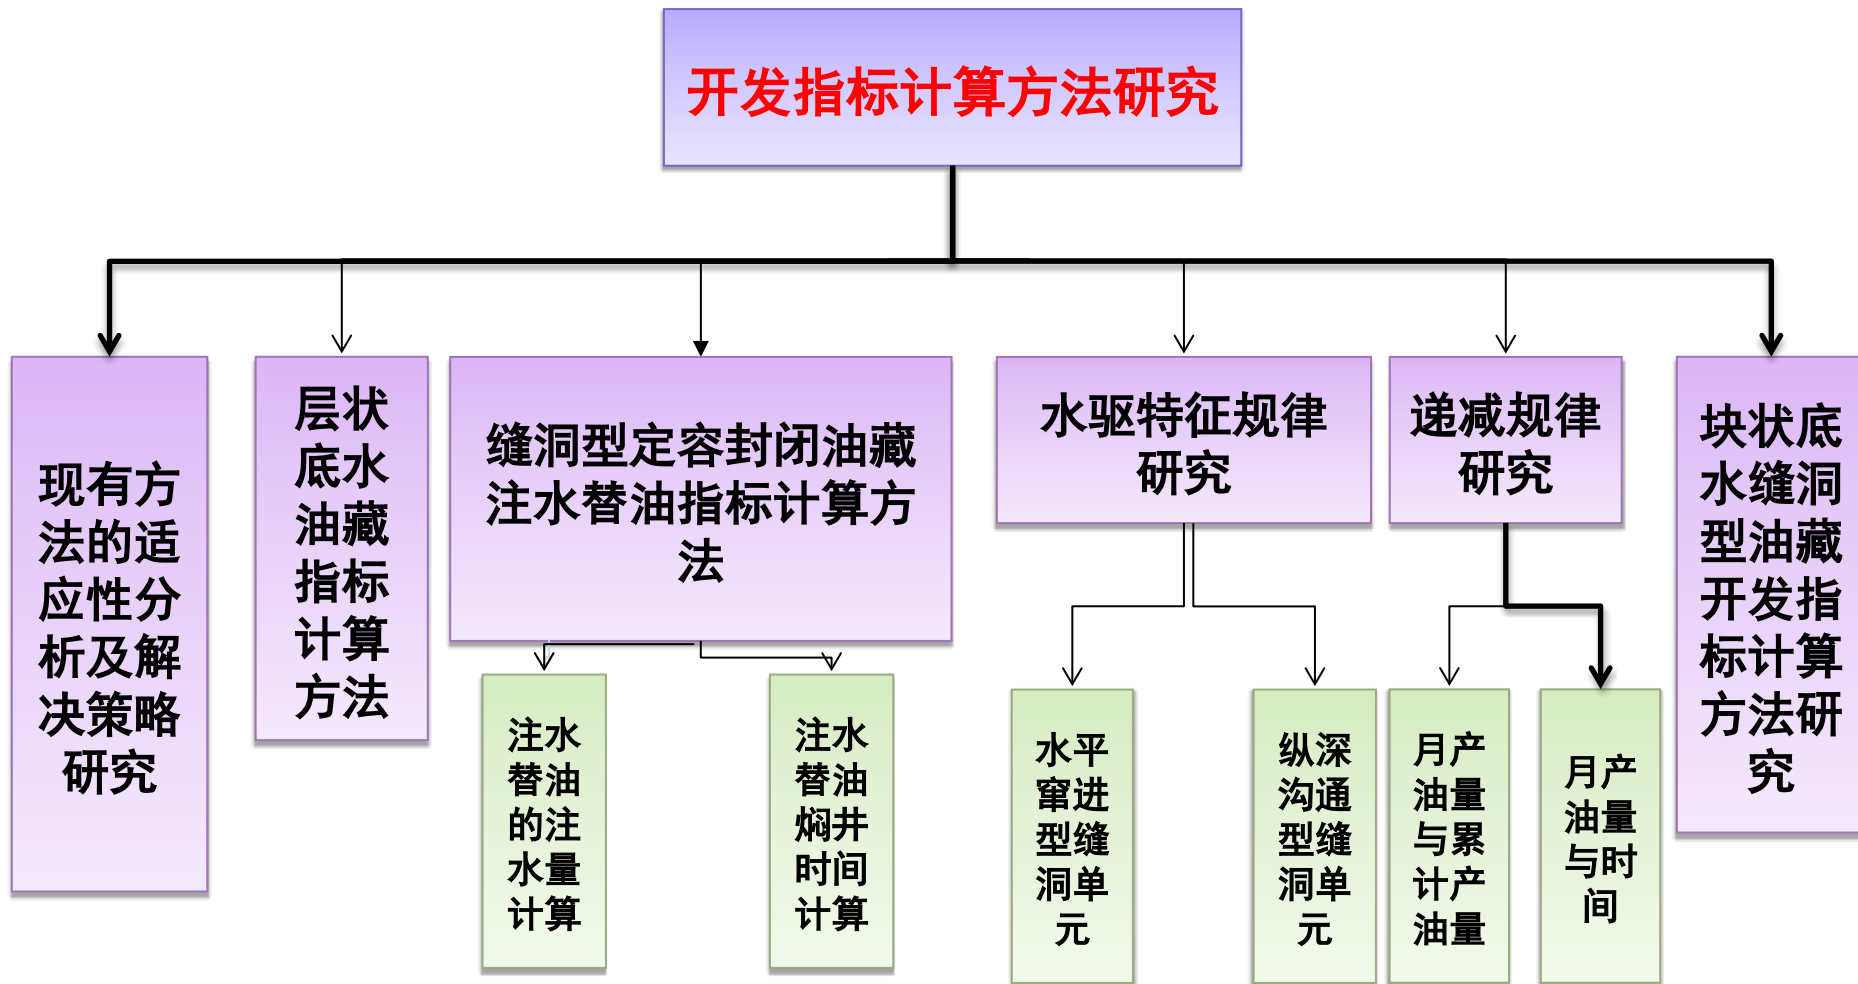 开发指标计算方法研究
现有方
法的适
应性分
析及解
决策略
研究
层状
底水
油藏
指标
计算
方法
缝洞型定容封闭油藏
注水替油指标计算方
法
水驱特征规律
研究
递减规律
研究
块状底
水缝洞
型油藏
开发指
标计算
方法研
究
注水
替油
的注
水量
计算
注水
替油
焖井
时间
计算
水平
窜进
型缝
洞单
元
纵深
沟通
型缝
洞单
元
月产
油量
与累
计产
油量
月产
油量
与时
间